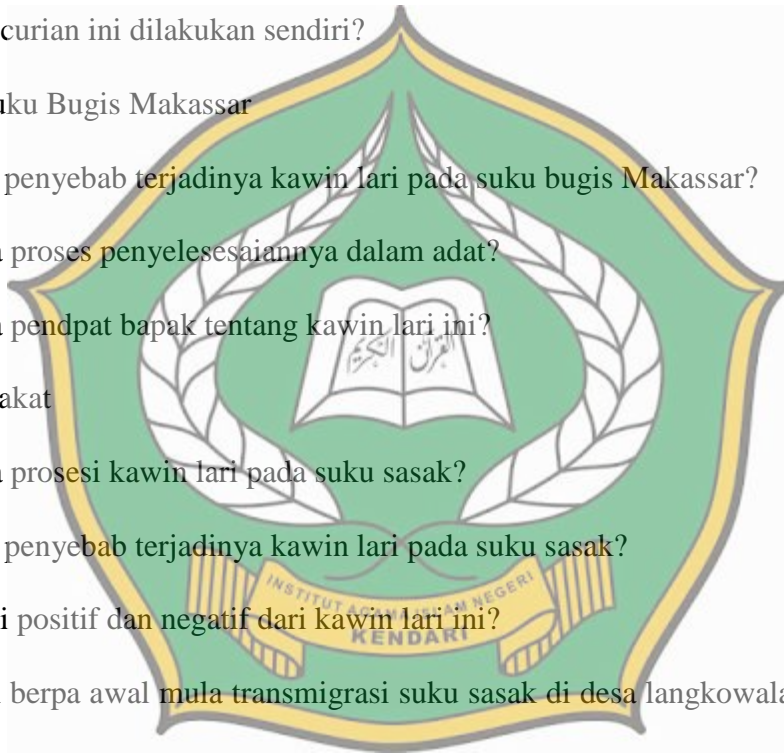 curian ini dilakukan sendiri?
uku Bugis Makassar
penyebab terjadinya kawin lari pada suku bugis Makassar?
a proses penyelesesaiannya dalam adat?
a pendpat bapak tentang kawin lari ini?
akat
القرآن الكريم
a prosesi kawin lari pada suku sasak?
penyebab terjadinya kawin lari pada suku sasak?
INSTITUT AGAMA ISLAM NEGERI
i positif dan negatif dari kawin lari ini?
KENDARI
berpa awal mula transmigrasi suku sasak di desa langkowala